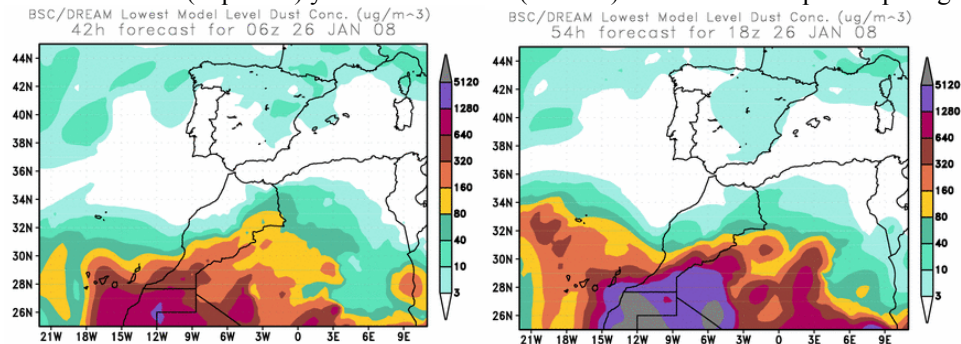 BSC/DREAM Lowest Model Level Dust Conc. (ug/m^3)
42h forecast for 06z 26 JAN 08
44N
42N
40N
38N
36N
34N
32N
30N
28N
26N
21W 18W 15W 12W 9W 6W 3W 0 3E 6E 9E
5120
1280
640
320
160
80
40
10
3
BSC/DREAM Lowest Model Level Dust Conc. (ug/m^3)
54h forecast for 18z 26 JAN 08
44N
42N
40N
38N
36N
34N
32N
30N
28N
26N
21W 18W 15W 12W 9W 6W 3W 0 3E 6E 9E
5120
1280
640
320
160
80
40
10
3